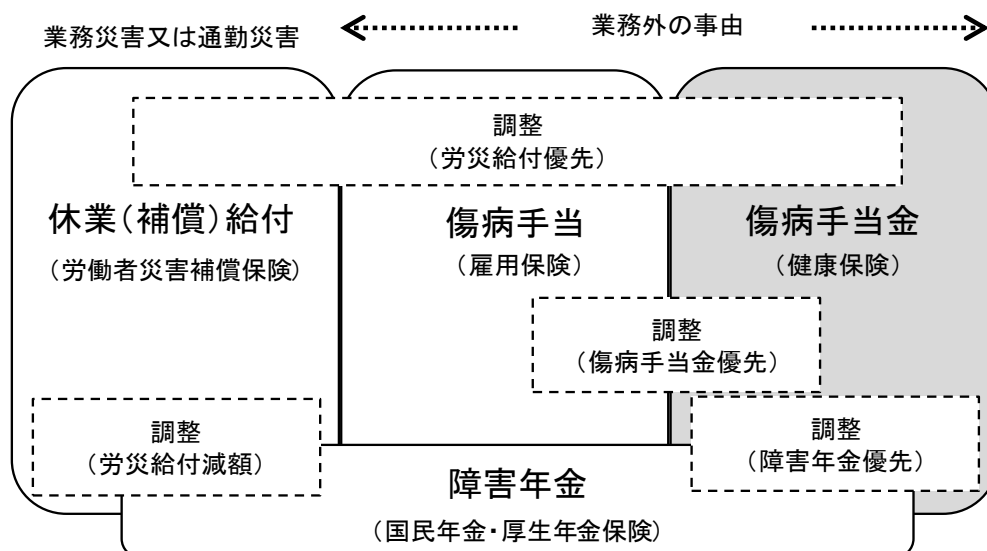 業務災害又は通勤災害
業務外の事由
調整
（労災給付優先）
休業（補償）給付
（労働者災害補償保険）
傷病手当
（雇用保険）
傷病手当金
（健康保険）
調整
（傷病手当金優先）
調整
（労災給付減額）
調整
（障害年金優先）
障害年金
（国民年金・厚生年金保険）